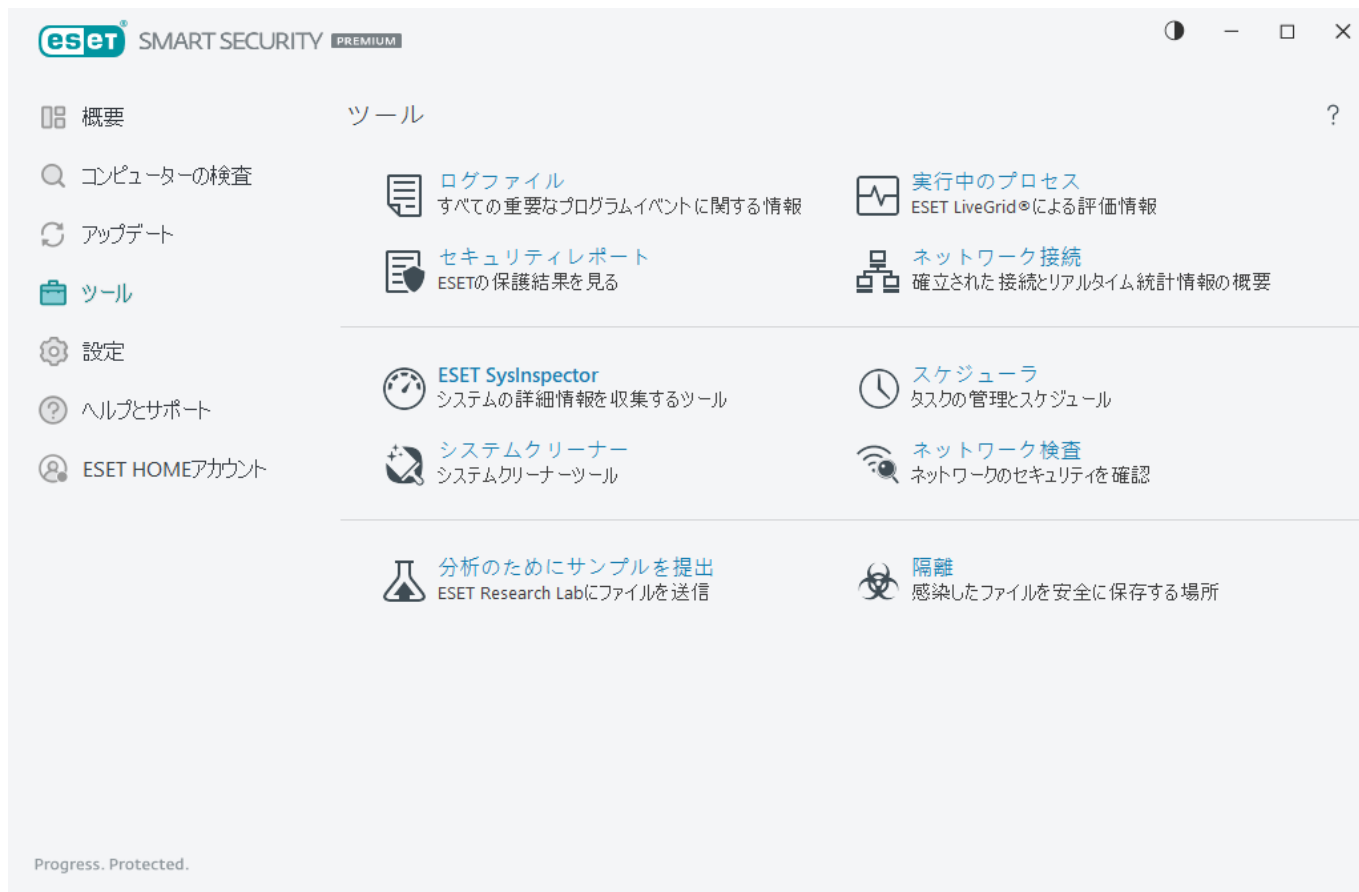 eset® SMART SECURITY PREMIUM
概要
コンピューターの検査
アップデート
ツール
設定
ヘルプとサポート
ESET HOMEアカウント
ツール
?
ログファイル
すべての重要なプログラムイベントに関する情報
実行中のプロセス
ESET LiveGrid®による評価情報
セキュリティレポート
ESETの保護結果を見る
ネットワーク接続
確立された接続とリアルタイム統計情報の概要
ESET SysInspector
システムの詳細情報を収集するツール
スケジューラ
タスクの管理とスケジュール
システムクリーナー
システムクリーナーツール
ネットワーク検査
ネットワークのセキュリティを確認
分析のためにサンプルを提出
ESET Research Labにファイルを送信
隔離
感染したファイルを安全に保存する場所
Progress. Protected.